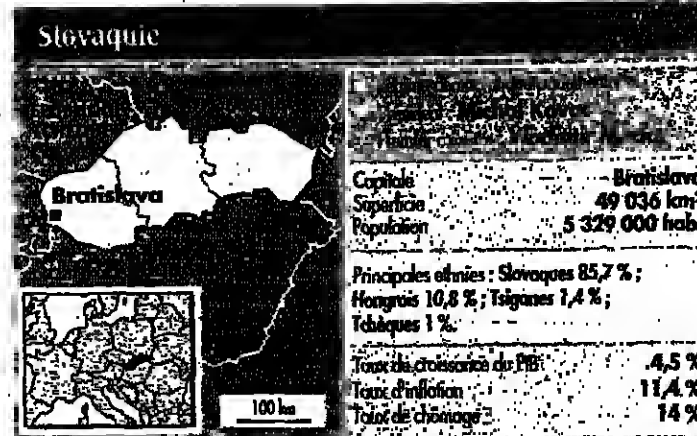 Slovaquie
Bratislava
100 km
Capitale Bratislava
Superficie 49 036 km²
Population 5 329 000 hab.
Principales ethnies : Slovaques 85,7 % ;
Hongrois 10,8 % ; Tsiganes 1,4 % ;
Tchèques 1 %.
Taux de croissance du PIB : 4,5 %
Taux d'inflation : 11,4 %
Taux de chômage : 14 %